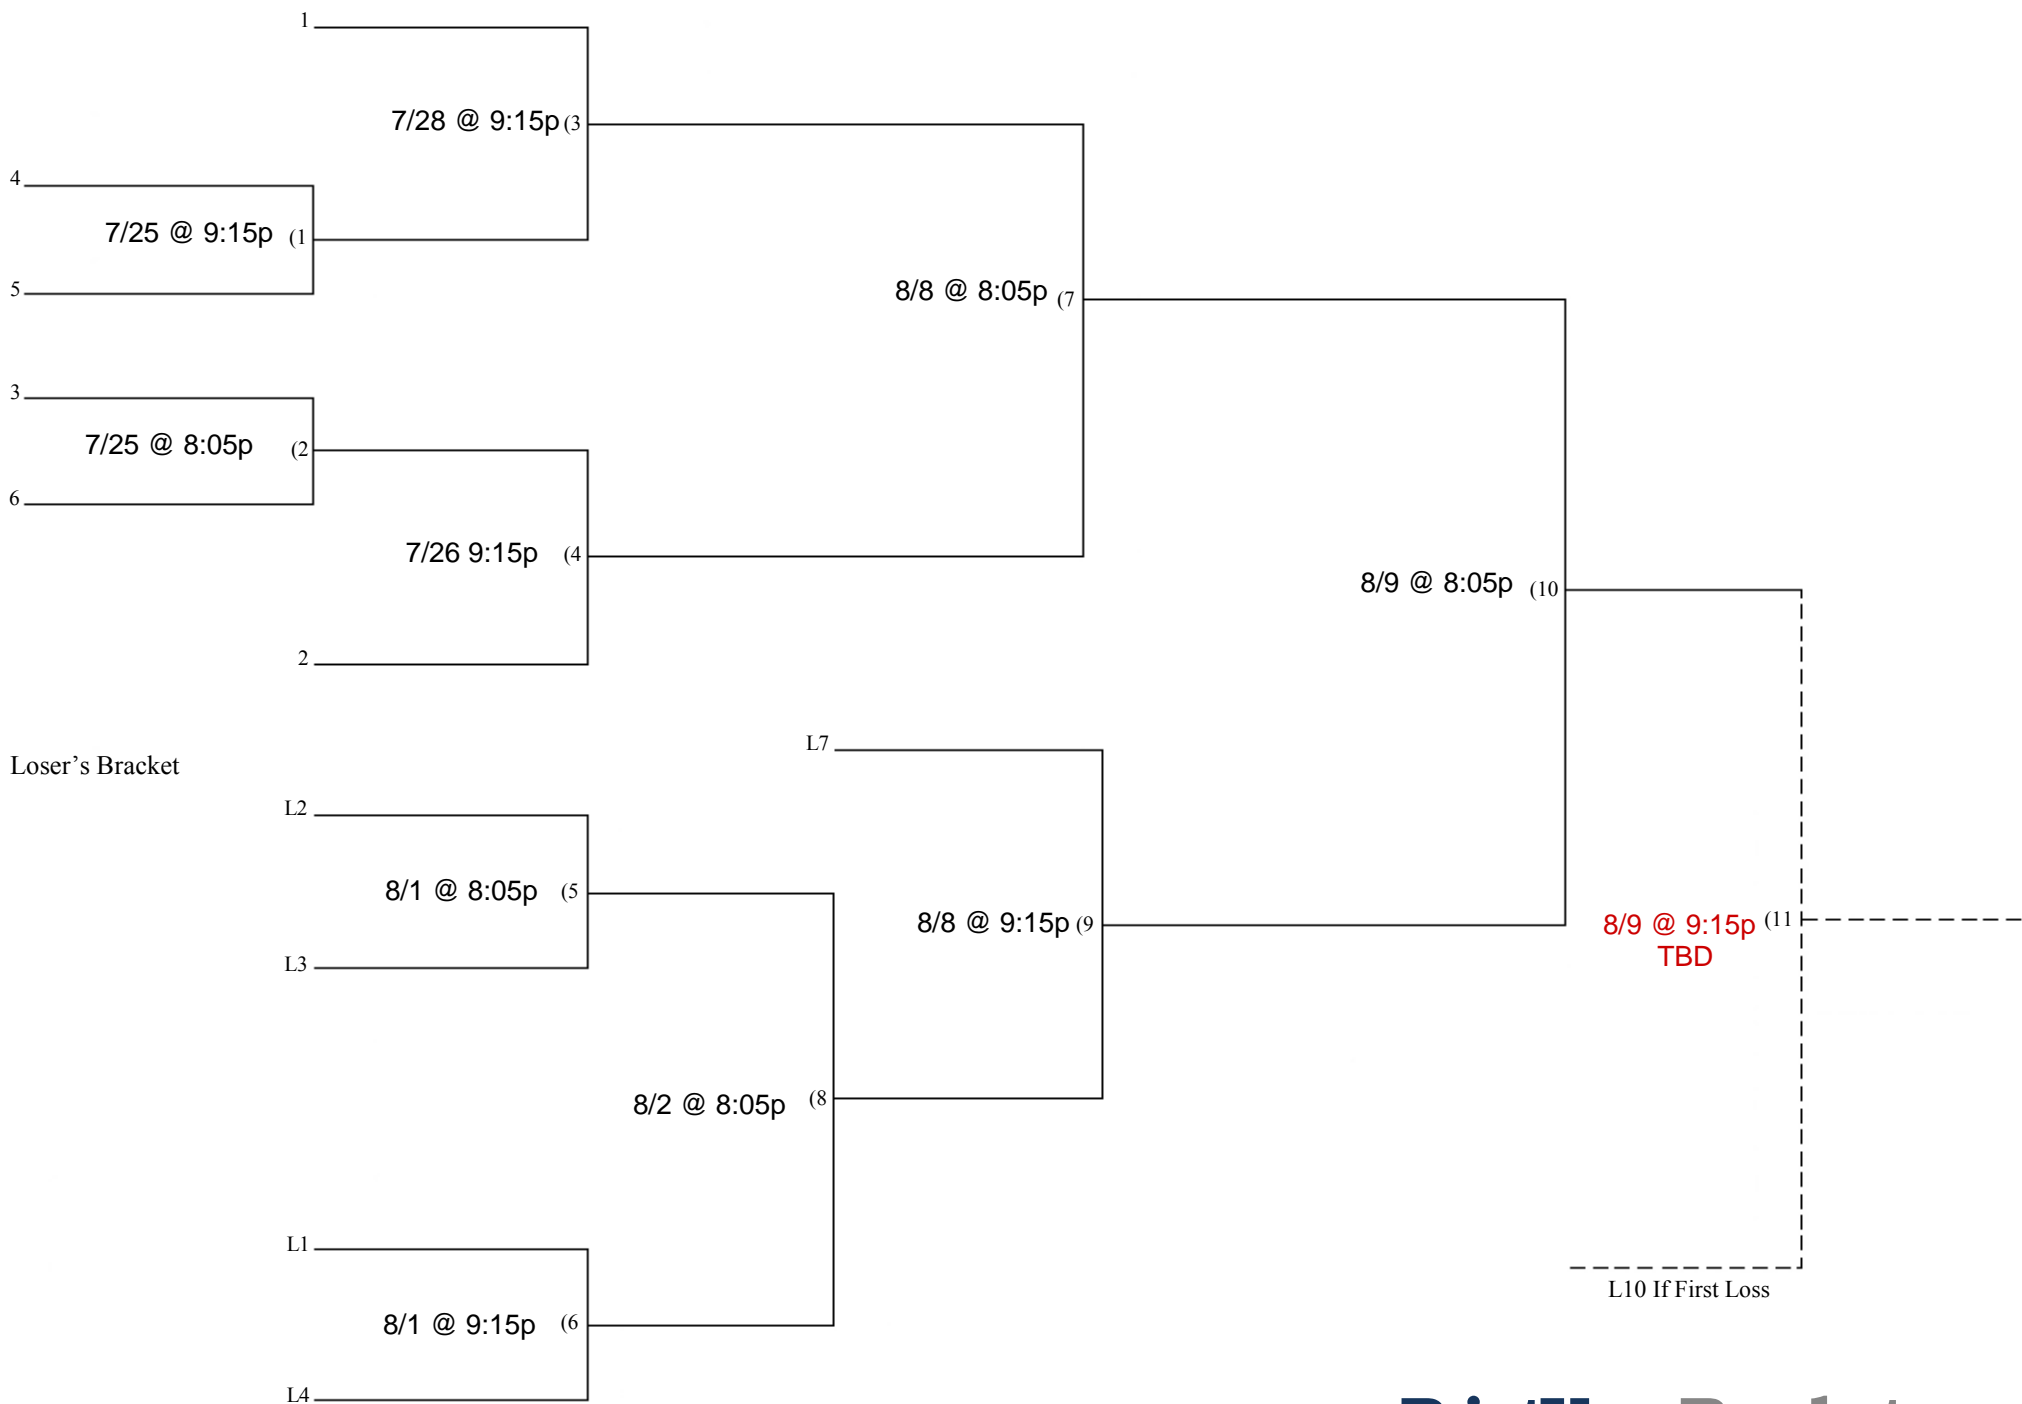 1
7/28 @ 9:15p (3
4
7/25 @ 9:15p (1
5
8/8 @ 8:05p (7
3
7/25 @ 8:05p (2
6
7/26 9:15p (4
8/9 @ 8:05p (10
2
L7
Loser's Bracket
L2
8/1 @ 8:05p (5
8/8 @ 9:15p (9
8/9 @ 9:15p (11
TBD
L3
8/2 @ 8:05p (8
L1
L10 If First Loss
8/1 @ 9:15p (6
L4